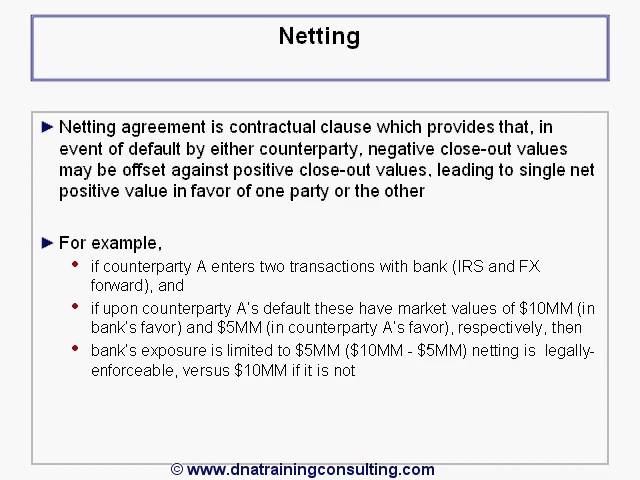 Netting
► Netting agreement is contractual clause which provides that, in
event of default by either counterparty, negative close-out values
may be offset against positive close-out values, leading to single net
positive value in favor of one party or the other
► For example,
• if counterparty A enters two transactions with bank (IRS and FX
forward), and
• if upon counterparty A's default these have market values of $10MM (in
bank's favor) and $5MM (in counterparty A's favor), respectively, then
• bank's exposure is limited to $5MM ($10MM - $5MM) netting is legally-
enforceable, versus $10MM if it is not
© www.dnatrainingconsulting.com